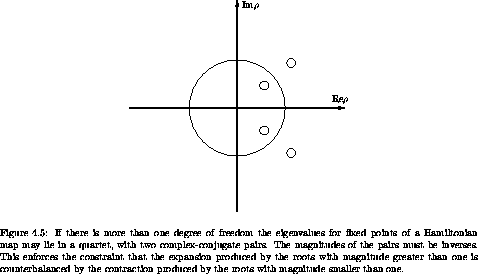 Imρ
Reρ
Figure 4.5: If there is more than one degree of freedom the eigenvalues for fixed points of a Hamiltonian
map may lie in a quartet, with two complex-conjugate pairs. The magnitudes of the pairs must be inverses.
This enforces the constraint that the expansion produced by the roots with magnitude greater than one is
counterbalanced by the contraction produced by the roots with magnitude smaller than one.